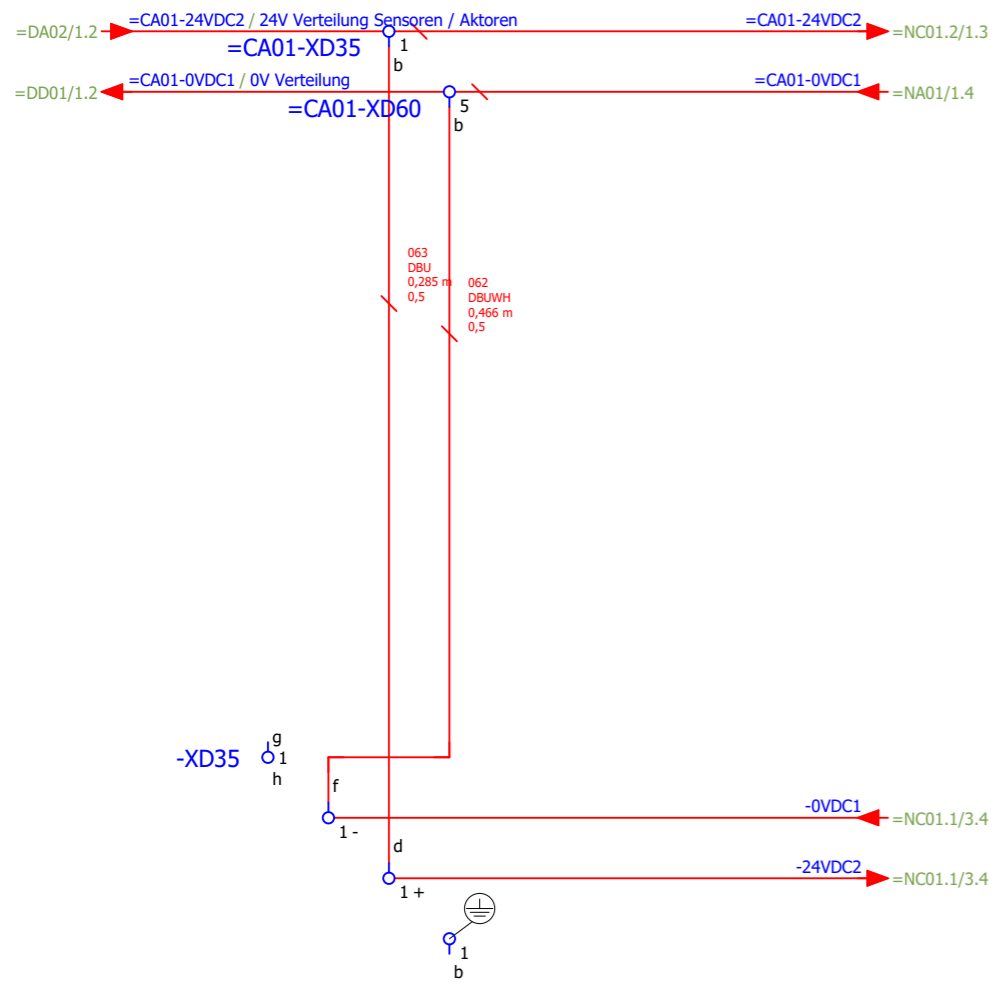 =CA01-24VDC2 / 24V Verteilung Sensoren / Aktoren
=CA01-24VDC2
=DA02/1.2
=NC01.2/1.3
=CA01-XD35
1
b
=CA01-0VDC1 / 0V Verteilung
=CA01-0VDC1
=DD01/1.2
=NA01/1.4
=CA01-XD60
5
b
063
DBU
0,285 m
0,5
062
DBUWH
0,466 m
0,5
g
-XD35
1
h
f
-0VDC1
=NC01.1/3.4
1 -
d
-24VDC2
=NC01.1/3.4
1 +
1
b